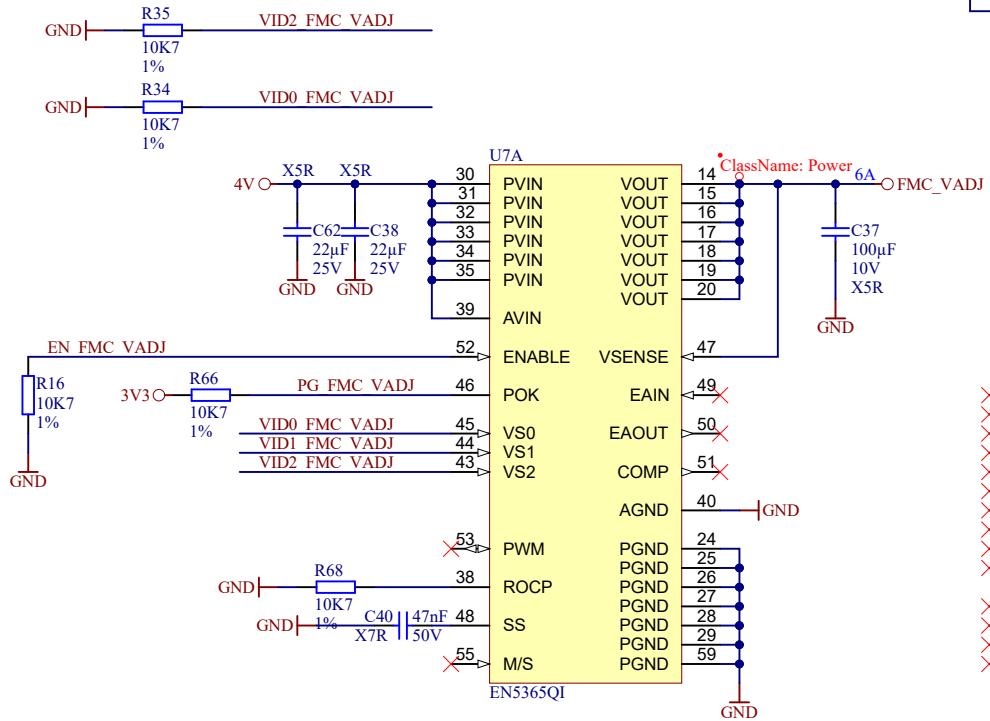 R35
VID2_FMC_VADJ
GND
10K7
1%
R34
VID0_FMC_VADJ
GND
10K7
1%
U7A
ClassName: Power
4V
X5R
X5R
30
PVIN
VOUT
14
6A
FMC_VADJ
31
PVIN
VOUT
15
32
PVIN
VOUT
16
C62
22µF
25V
GND
C38
22µF
25V
GND
33
PVIN
VOUT
17
C37
100µF
10V
X5R
GND
34
PVIN
VOUT
18
35
PVIN
VOUT
19
VOUT
20
39
AVIN
EN_FMC_VADJ
52
ENABLE
VSENSE
47
R16
10K7
1%
GND
3V3
R66
10K7
1%
PG_FMC_VADJ
46
POK
EAIN
49
VID0_FMC_VADJ
45
VS0
EAOUT
50
VID1_FMC_VADJ
44
VS1
VID2_FMC_VADJ
43
VS2
COMP
51
AGND
40
GND
53
PWM
PGND
24
PGND
25
GND
R68
10K7
1%
38
ROCP
PGND
26
PGND
27
GND
C40
X7R
47nF
50V
48
SS
PGND
28
PGND
29
55
M/S
PGND
59
EN5365QI
GND